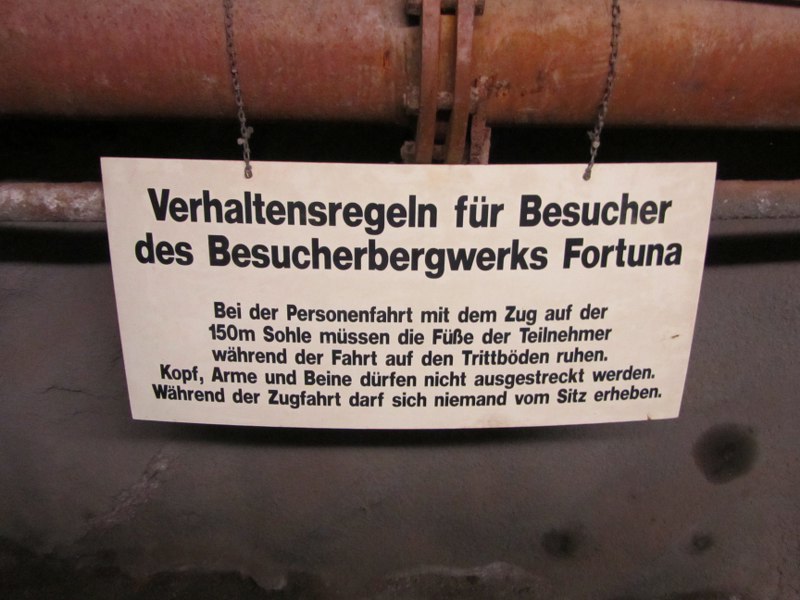 Verhaltensregeln für Besucher
des Besucherbergwerks Fortuna
Bei der Personenfahrt mit dem Zug auf der
150m Sohle müssen die Füße der Teilnehmer
während der Fahrt auf den Trittböden ruhen.
Kopf, Arme und Beine dürfen nicht ausgestreckt werden.
Während der Zugfahrt darf sich niemand vom Sitz erheben.